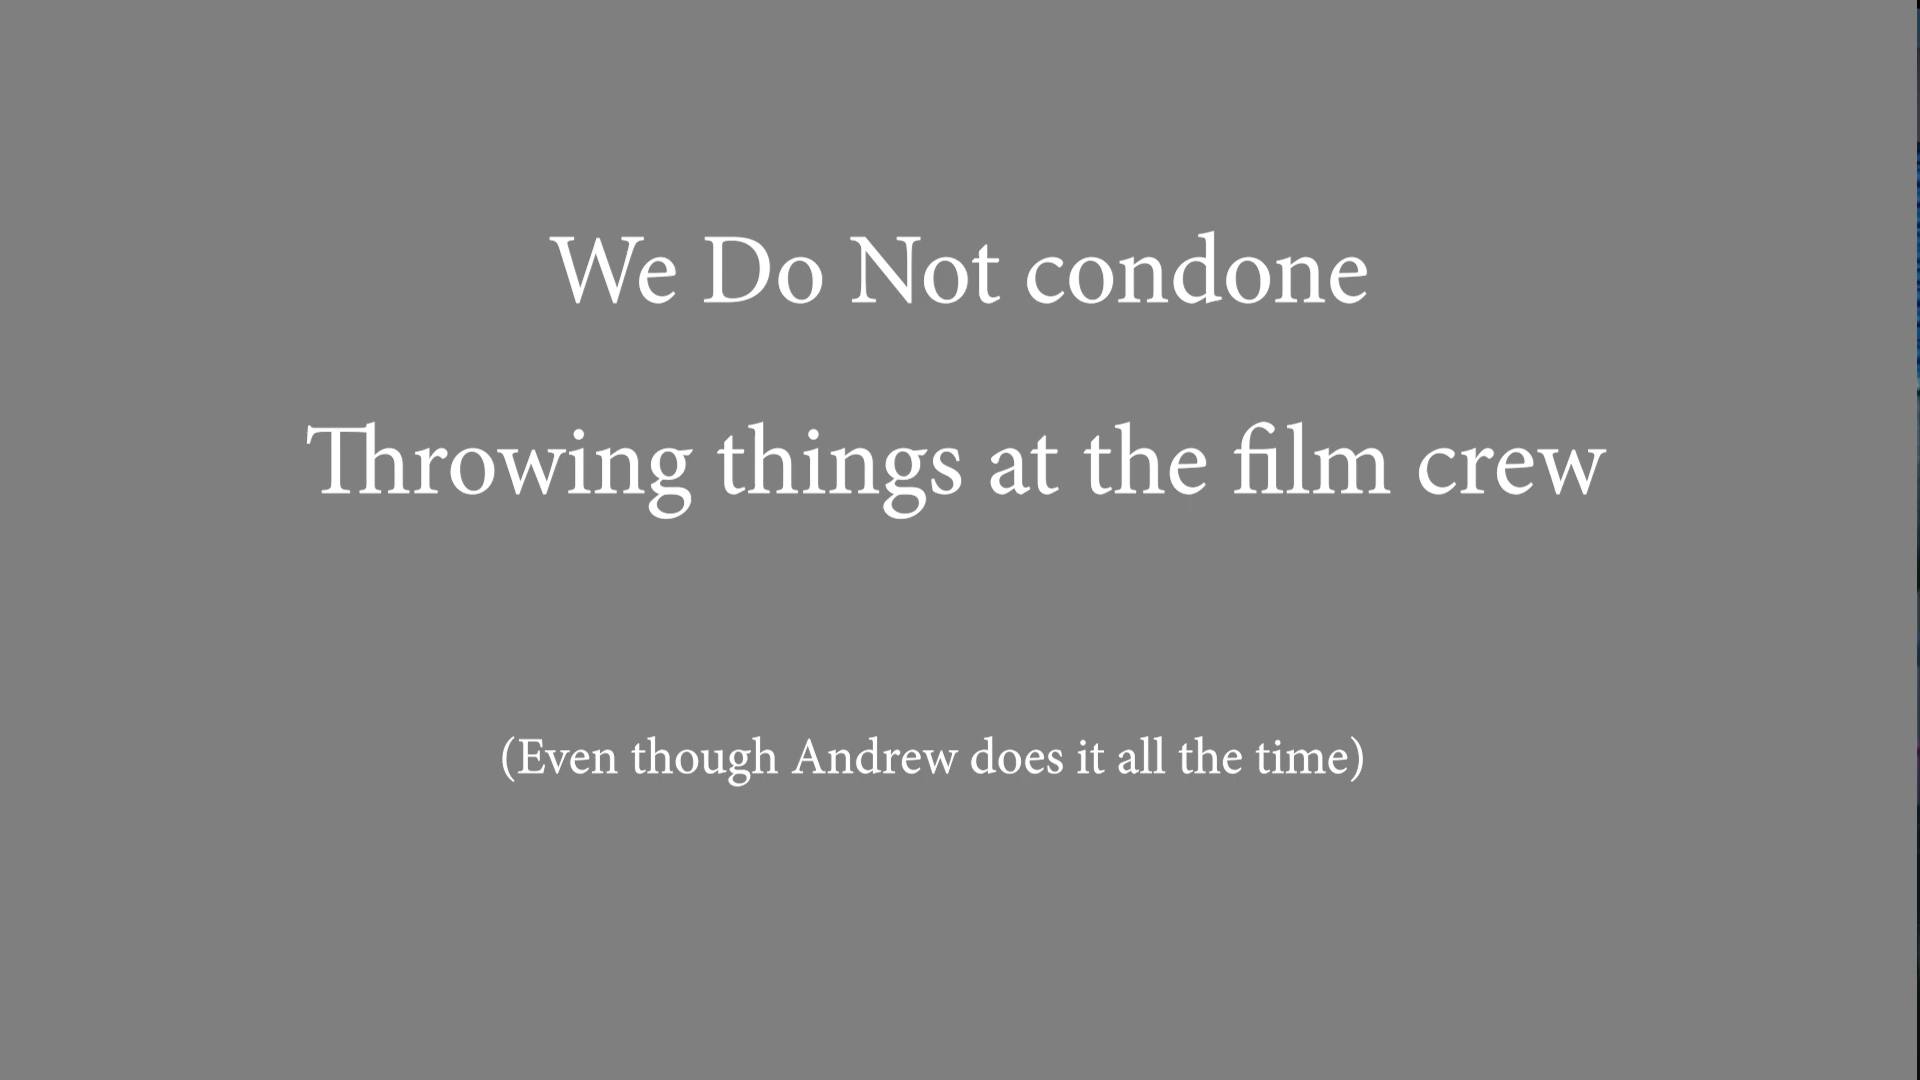 We Do Not condone
Throwing things at the film crew
(Even though Andrew does it all the time)